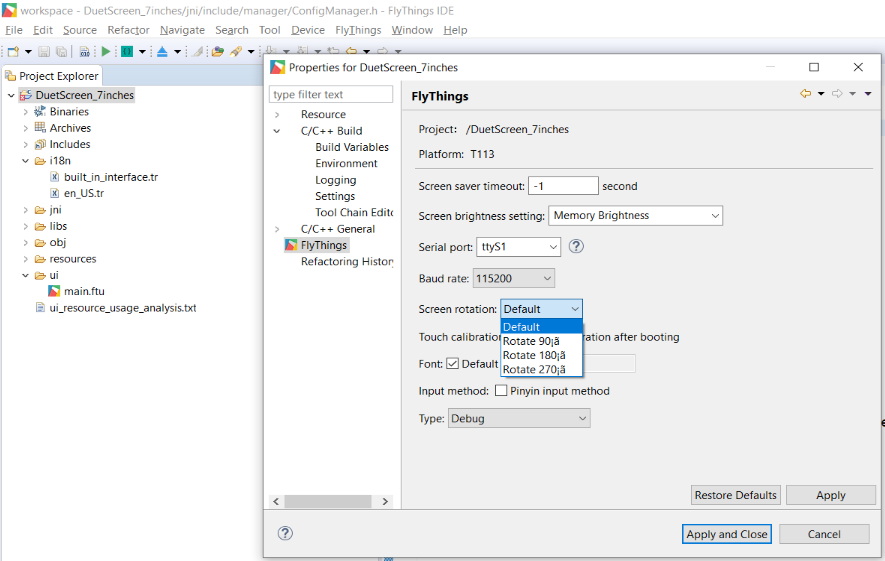 workspace - DuetScreen_7inches/jni/include/manager/ConfigManager.h - FlyThings IDE
File Edit Source Refactor Navigate Search Tool Device FlyThings Window Help
Project Explorer
DuetScreen_7inches
Binaries
Archives
Includes
i18n
built_in_interface.tr
en_US.tr
jni
libs
obj
resources
ui
main.ftu
ui_resource_usage_analysis.txt
Properties for DuetScreen_7inches
type filter text
Resource
C/C++ Build
Build Variables
Environment
Logging
Settings
Tool Chain Edito
C/C++ General
FlyThings
Refactoring History
FlyThings
Project: /DuetScreen_7inches
Platform: T113
Screen saver timeout: -1 second
Screen brightness setting: Memory Brightness
Serial port: ttyS1
Baud rate: 115200
Screen rotation: Default
Default
Rotate 90¡ã
Rotate 180¡ã
Rotate 270¡ã
Touch calibration ration after booting
Font: Default
Input method: Pinyin input method
Type: Debug
Restore Defaults Apply
Apply and Close Cancel